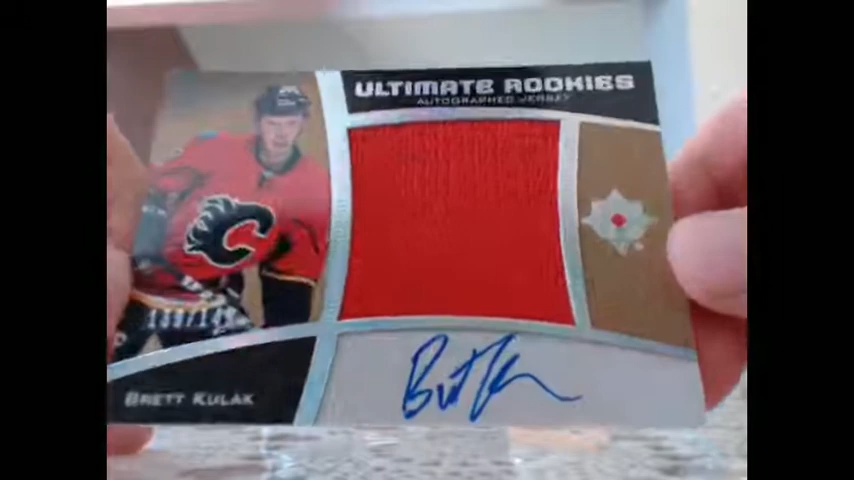 ULTIMATE ROOKIES
AUTOGRAPHED JERSEY
BRETT KULAK